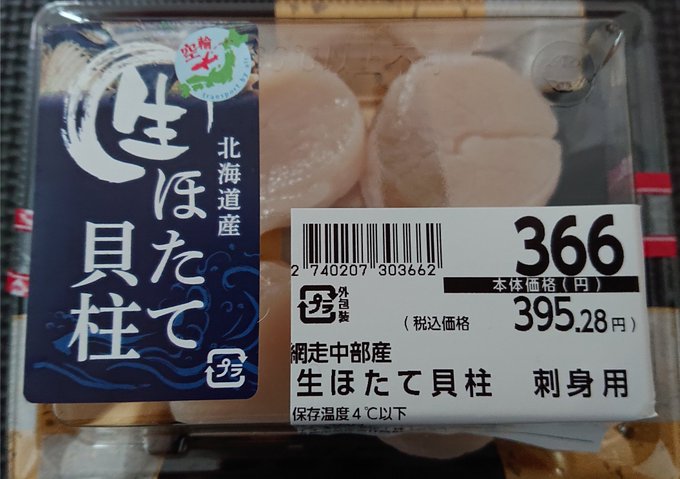 空輸
transport by air
北海道産
生ほたて貝柱
プラ
2 740207 303662
366
本体価格(円)
外包装
プラ
(税込価格 395.28円)
網走中部産
生ほたて貝柱 刺身用
保存温度4℃以下